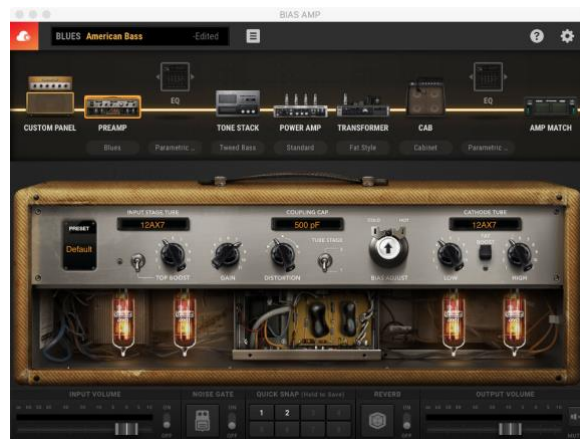 BIAS AMP
BLUES American Bass -Edited
?
EQ
EQ
CUSTOM PANEL PREAMP TONE STACK POWER AMP TRANSFORMER CAB AMP MATCH
Blues Parametric ... Tweed Bass Standard Fat Style Cabinet Parametric ...
INPUT STAGE TUBE COUPLING CAP CATHODE TUBE
PRESET 12AX7 500 pF COLD HOT 12AX7
Default TUBE STAGE FAT BOOST
TOP BOOST GAIN DISTORTION BIAS ADJUST LOW HIGH
INPUT VOLUME NOISE GATE QUICK SNAP (Hold to Save) REVERB OUTPUT VOLUME
ON ON ON
1 2 3 4
OFF OFF OFF